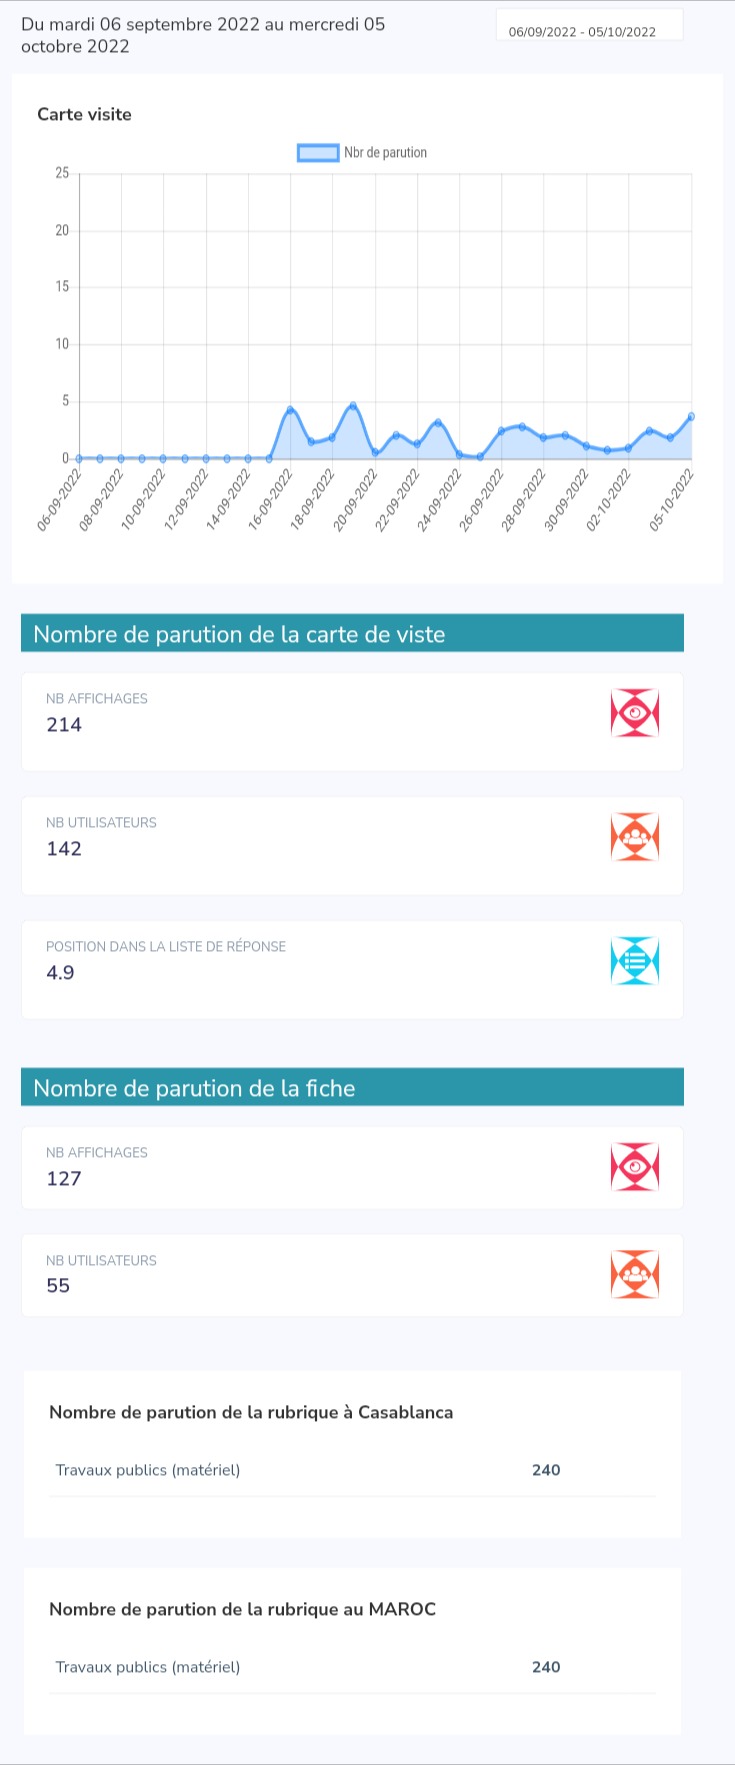 Du mardi 06 septembre 2022 au mercredi 05
octobre 2022
06/09/2022 - 05/10/2022
Carte visite
Nbr de parution
25
20
15
10
5
0
06-09-2022
08-09-2022
10-09-2022
12-09-2022
14-09-2022
16-09-2022
18-09-2022
20-09-2022
22-09-2022
24-09-2022
26-09-2022
28-09-2022
30-09-2022
02-10-2022
05-10-2022
Nombre de parution de la carte de viste
NB AFFICHAGES
214
NB UTILISATEURS
142
POSITION DANS LA LISTE DE RÉPONSE
4.9
Nombre de parution de la fiche
NB AFFICHAGES
127
NB UTILISATEURS
55
Nombre de parution de la rubrique à Casablanca
Travaux publics (matériel) 240
Nombre de parution de la rubrique au MAROC
Travaux publics (matériel) 240